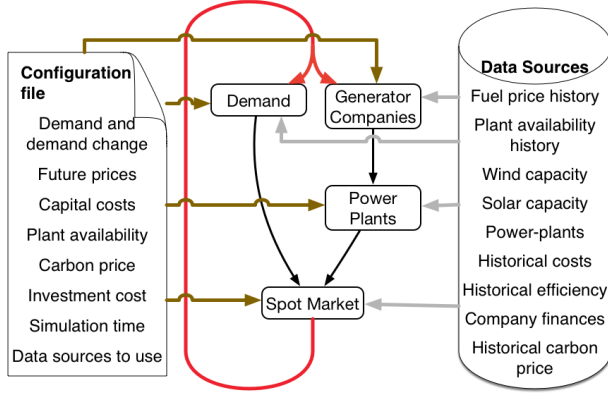 Configuration
file
Demand and
demand change
Future prices
Capital costs
Plant availability
Carbon price
Investment cost
Simulation time
Data sources to use
Demand
Generator
Companies
Power
Plants
Spot Market
Data Sources
Fuel price history
Plant availability
history
Wind capacity
Solar capacity
Power-plants
Historical costs
Historical efficiency
Company finances
Historical carbon
price